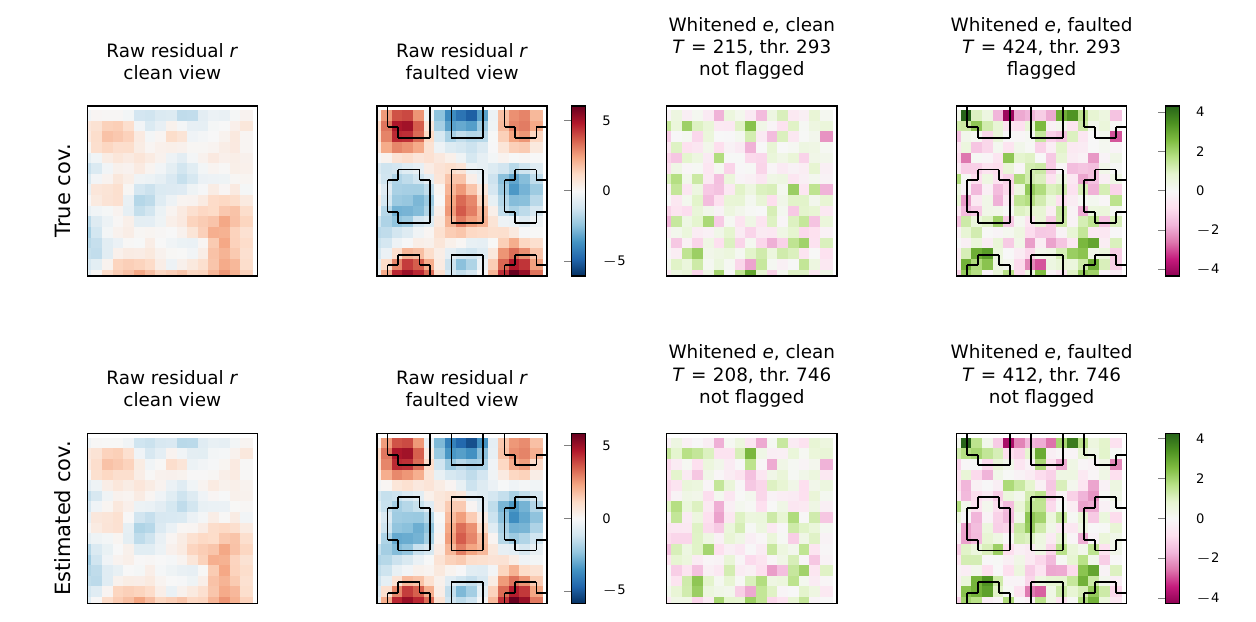 Raw residual r
clean view
Raw residual r
faulted view
Whitened e, clean
T = 215, thr. 293
not flagged
Whitened e, faulted
T = 424, thr. 293
flagged
True cov.
5
0
−5
4
2
0
−2
−4
Raw residual r
clean view
Raw residual r
faulted view
Whitened e, clean
T = 208, thr. 746
not flagged
Whitened e, faulted
T = 412, thr. 746
not flagged
Estimated cov.
5
0
−5
4
2
0
−2
−4